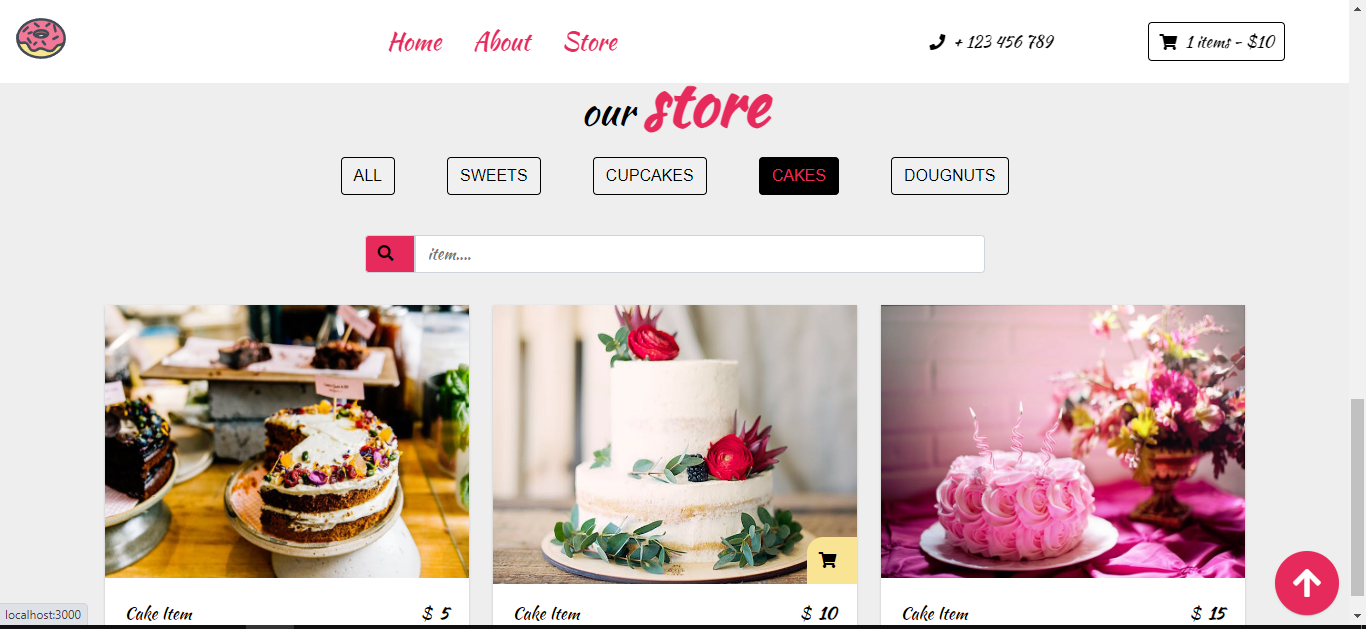 Home About Store + 123 456 789 1 items - $10
our store
ALL SWEETS CUPCAKES CAKES DOUGNUTS
item....
Cake Item $ 5 Cake Item $ 10 Cake Item $ 15
localhost:3000